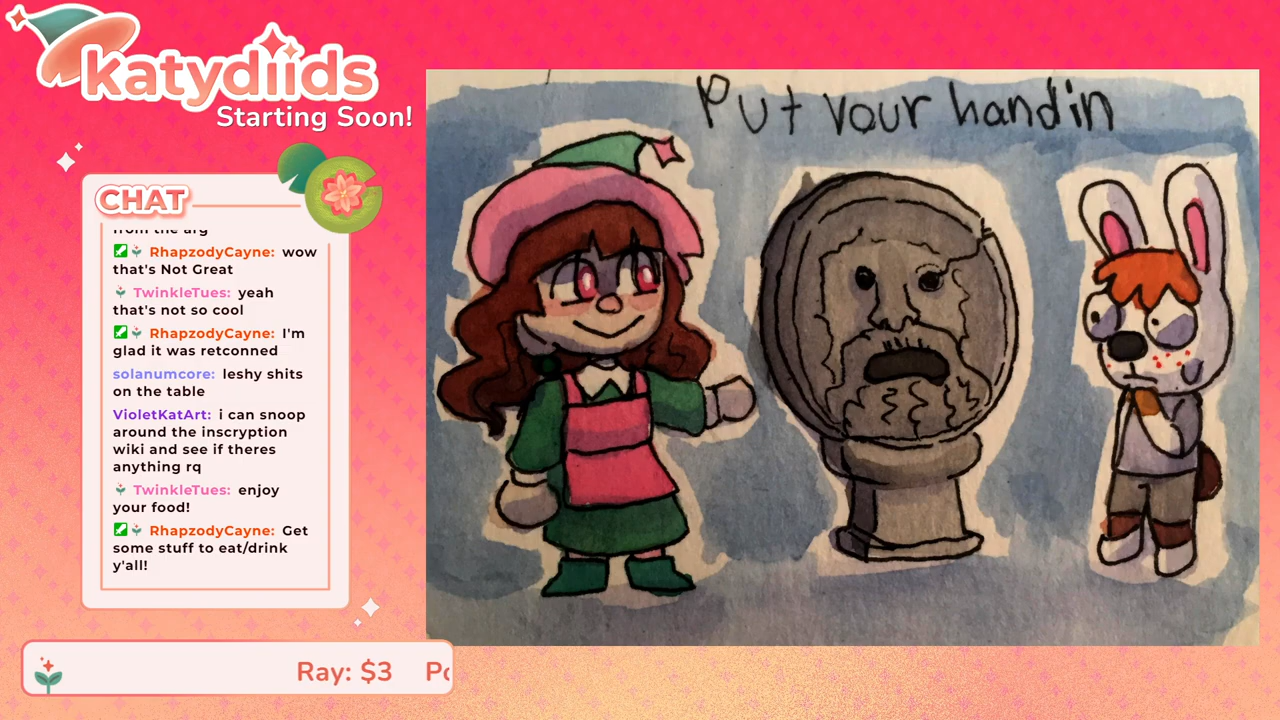 Katydiids
Starting Soon!
CHAT
from the arg
RhapzodyCayne: wow
that's Not Great
TwinkleTues: yeah
that's not so cool
RhapzodyCayne: I'm
glad it was retconned
solanumcore: leshy shits
on the table
VioletKatArt: i can snoop
around the inscryption
wiki and see if theres
anything rq
TwinkleTues: enjoy
your food!
RhapzodyCayne: Get
some stuff to eat/drink
y'all!
Ray: $3
Put your hand in